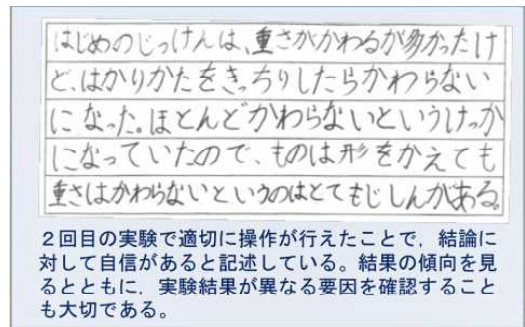 はじめのじっけんは、重さがかわるが多かったけ
ど、はかりかたをきっちりしたらかわらない
になった。ほとんどかわらないというけっか
になっていたので、ものは形をかえても
重さはかわらないというのはとてもじしんがある。
２回目の実験で適切に操作が行えたことで，結論に
対して自信があると記述している。結果の傾向を見
るとともに，実験結果が異なる要因を確認すること
も大切である。